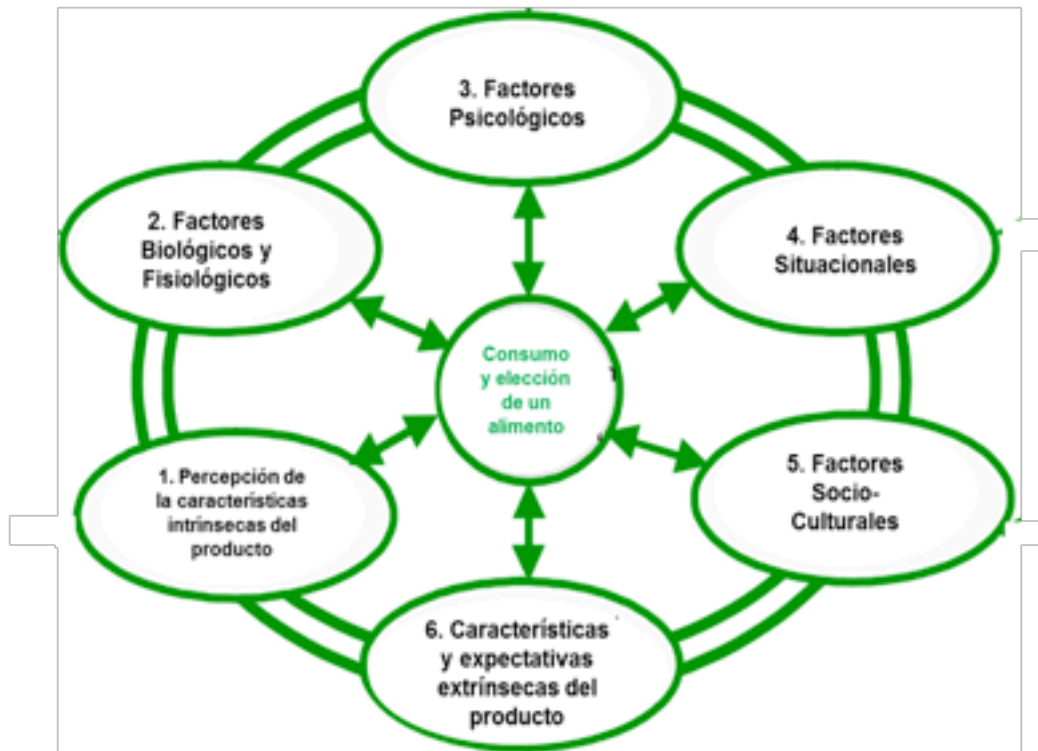 3. Factores
Psicológicos
2. Factores
Biológicos y
Fisiológicos
4. Factores
Situacionales
Consumo
y elección
de un
alimento
1. Percepción de
la características
intrínsecas del
producto
5. Factores
Socio-
Culturales
6. Características
y expectativas
extrínsecas del
producto